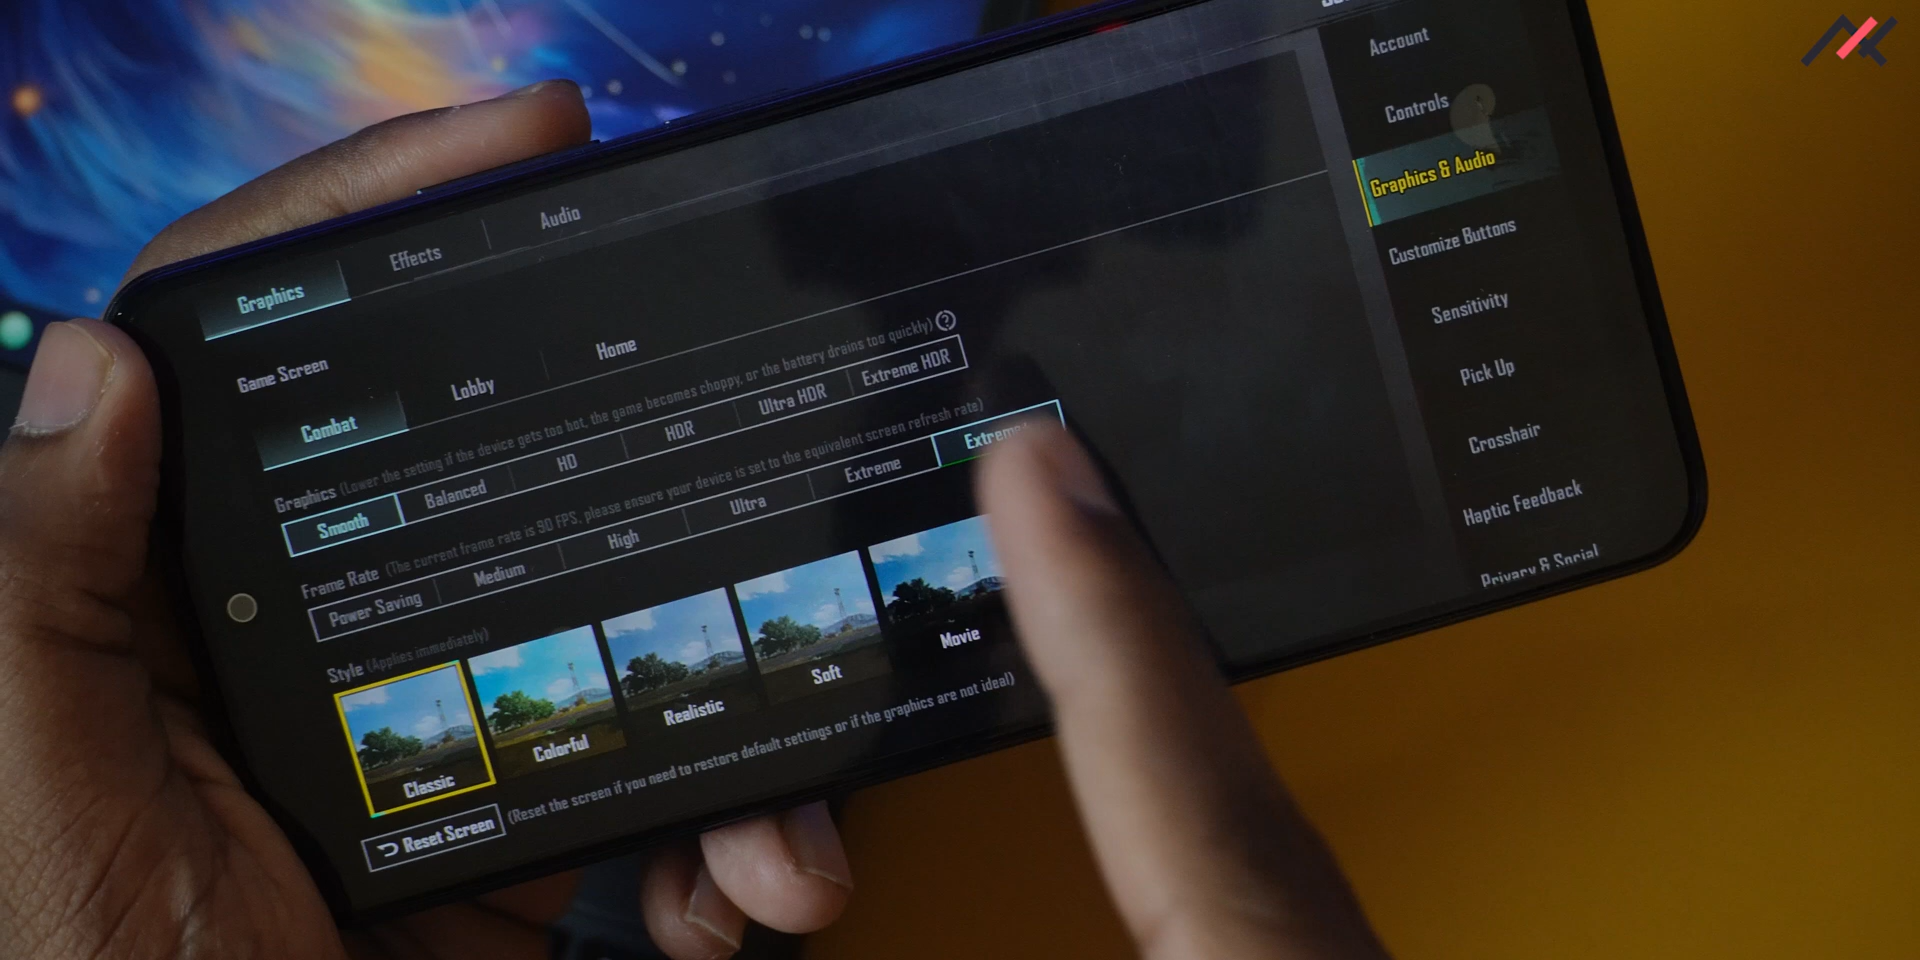 Graphics Effects Audio
Game Screen
Combat Lobby Home
Graphics (Lower the setting if the device gets too hot, the game becomes choppy, or the battery drains too quickly) ?
Smooth Balanced HD HDR Ultra HDR Extreme HDR
Frame Rate (The current frame rate is 90 FPS, please ensure your device is set to the equivalent screen refresh rate)
Power Saving Medium High Ultra Extreme Extreme+
Style (Applies immediately)
Classic Colorful Realistic Soft Movie
Reset Screen (Reset the screen if you need to restore default settings or if the graphics are not ideal)
Account
Controls
Graphics & Audio
Customize Buttons
Sensitivity
Pick Up
Crosshair
Haptic Feedback
Privacy & Social